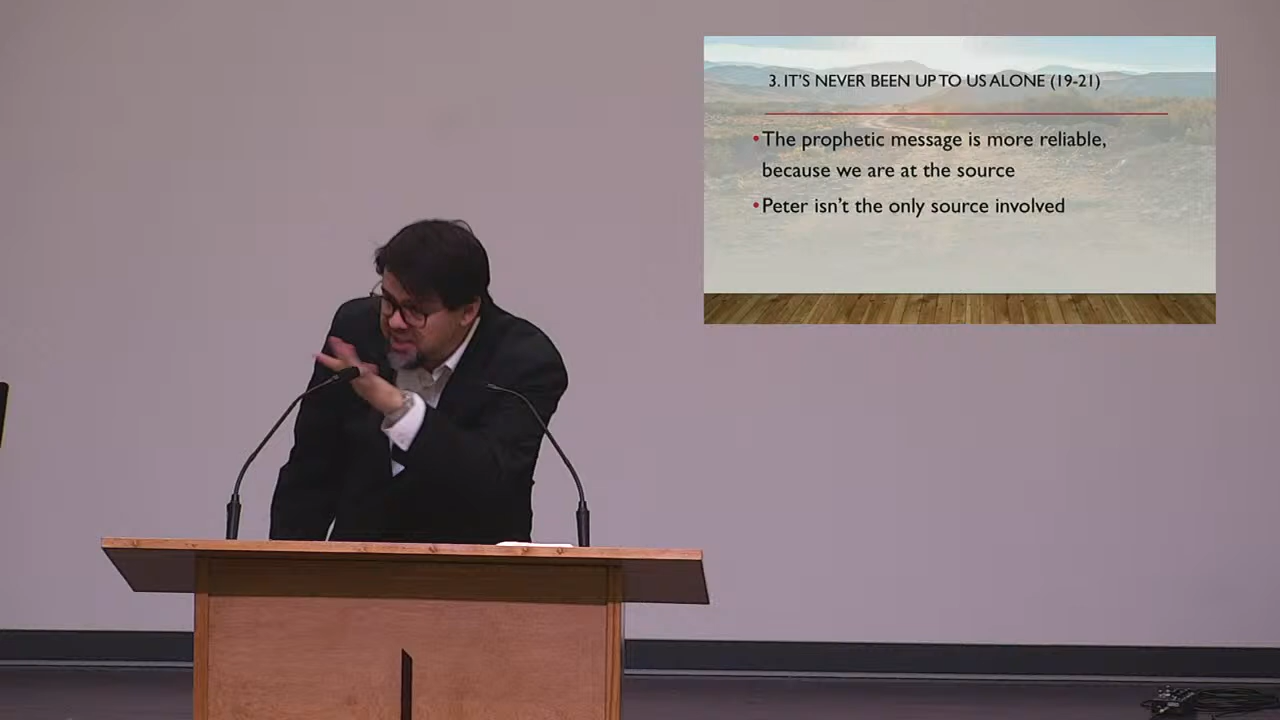 3. IT'S NEVER BEEN UP TO US ALONE (19-21)
•The prophetic message is more reliable,
because we are at the source
•Peter isn't the only source involved